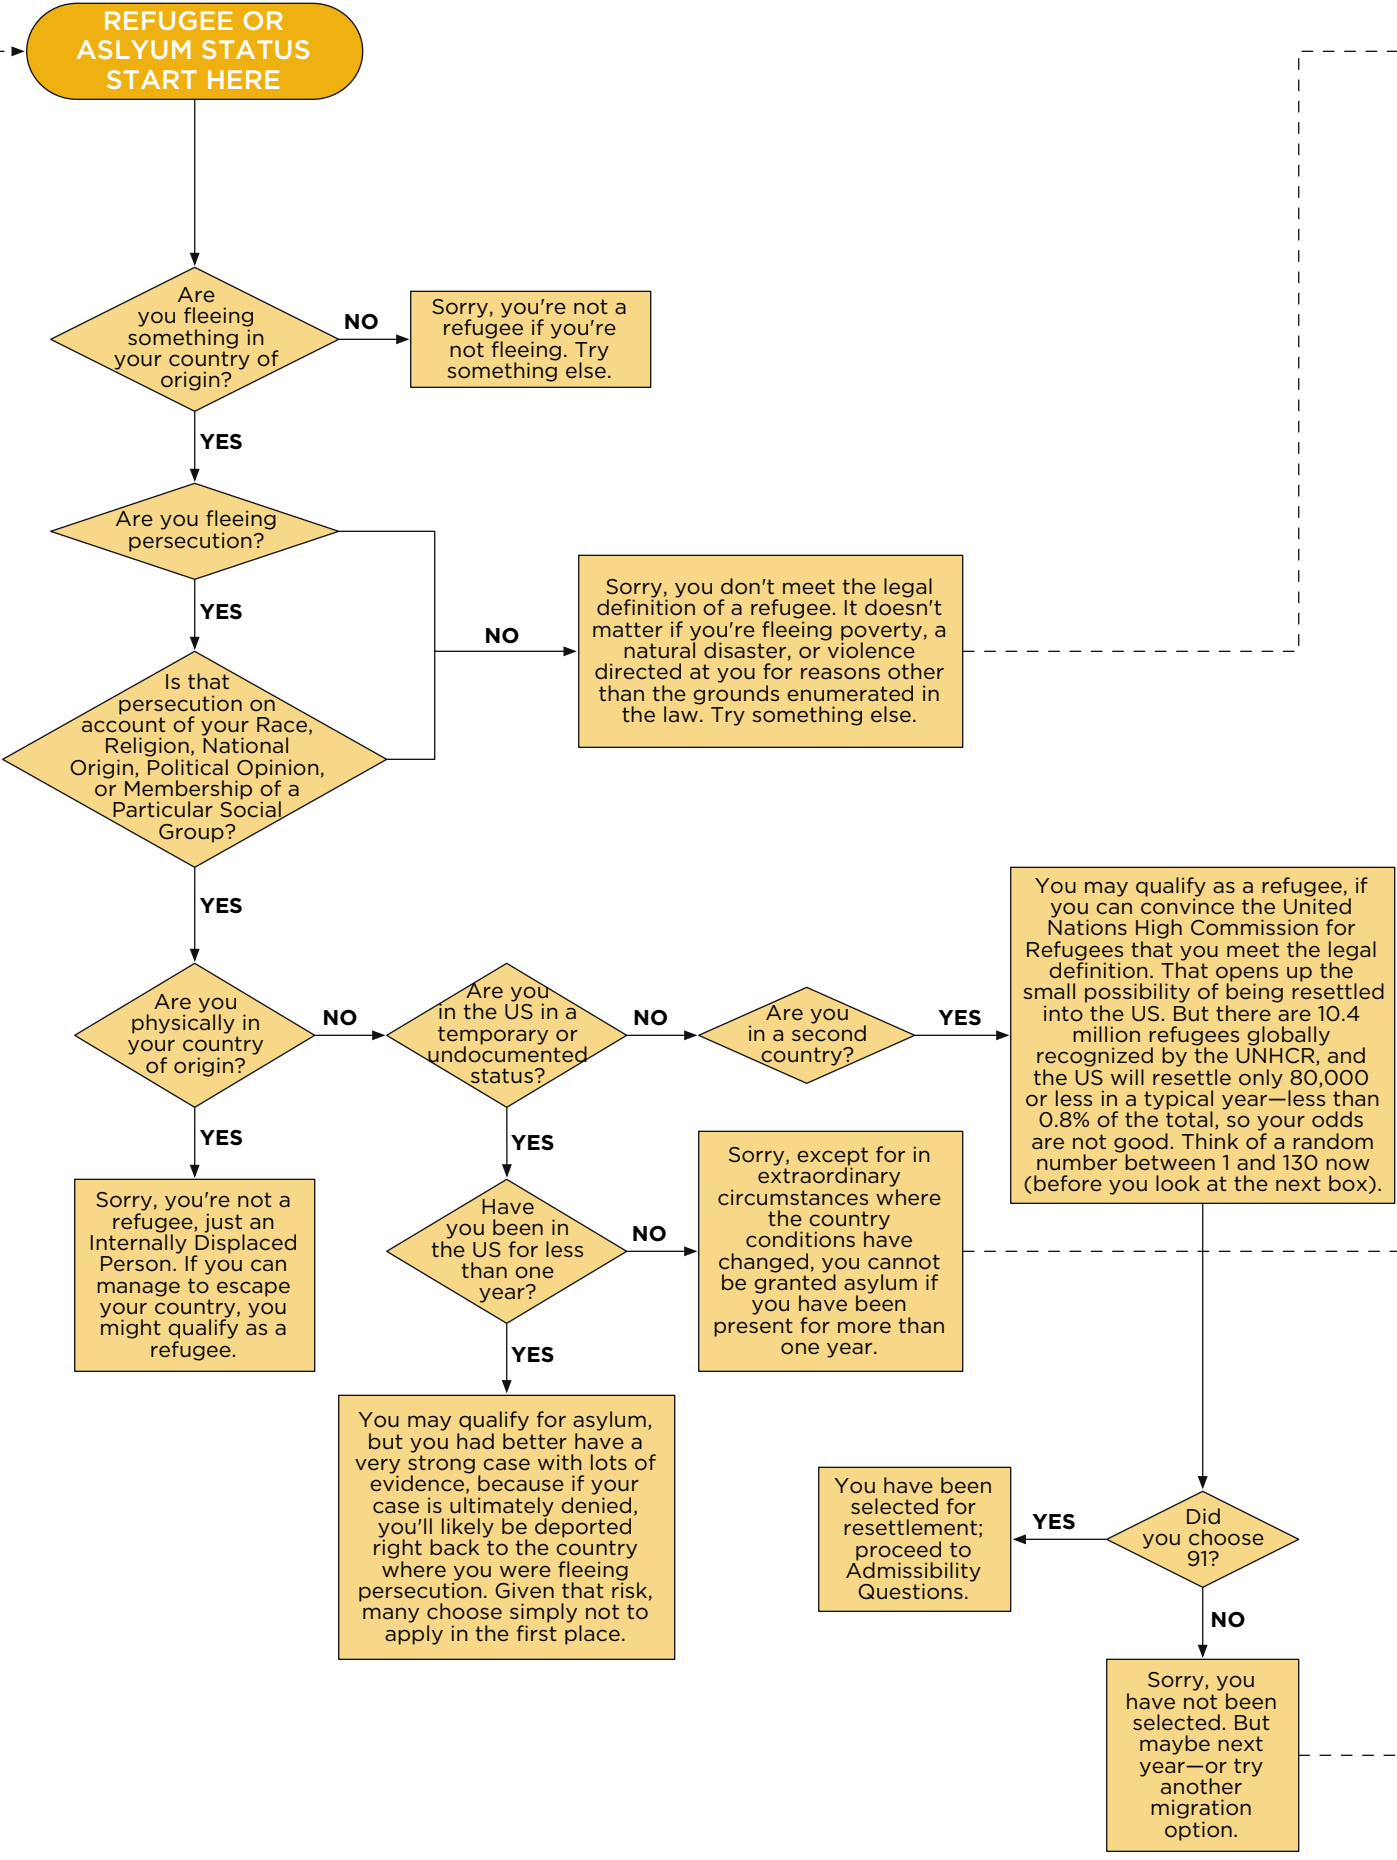 REFUGEE OR
ASLYUM STATUS
START HERE
Are
you fleeing
something in
your country of
origin?
NO
Sorry, you're not a
refugee if you're
not fleeing. Try
something else.
YES
Are you fleeing
persecution?
YES
NO
Sorry, you don't meet the legal
definition of a refugee. It doesn't
matter if you're fleeing poverty, a
natural disaster, or violence
directed at you for reasons other
than the grounds enumerated in
the law. Try something else.
Is that
persecution on
account of your Race,
Religion, National
Origin, Political Opinion,
or Membership of a
Particular Social
Group?
YES
Are you
physically in
your country
of origin?
NO
Are you
in the US in a
temporary or
undocumented
status?
NO
Are you
in a second
country?
YES
You may qualify as a refugee, if
you can convince the United
Nations High Commission for
Refugees that you meet the legal
definition. That opens up the
small possibility of being resettled
into the US. But there are 10.4
million refugees globally
recognized by the UNHCR, and
the US will resettle only 80,000
or less in a typical year—less than
0.8% of the total, so your odds
are not good. Think of a random
number between 1 and 130 now
(before you look at the next box).
YES
Sorry, you're not a
refugee, just an
Internally Displaced
Person. If you can
manage to escape
your country, you
might qualify as a
refugee.
YES
Have
you been in
the US for less
than one
year?
NO
Sorry, except for in
extraordinary
circumstances where
the country
conditions have
changed, you cannot
be granted asylum if
you have been
present for more than
one year.
YES
You may qualify for asylum,
but you had better have a
very strong case with lots of
evidence, because if your
case is ultimately denied,
you'll likely be deported
right back to the country
where you were fleeing
persecution. Given that risk,
many choose simply not to
apply in the first place.
Did
you choose
91?
YES
You have been
selected for
resettlement;
proceed to
Admissibility
Questions.
NO
Sorry, you
have not been
selected. But
maybe next
year—or try
another
migration
option.